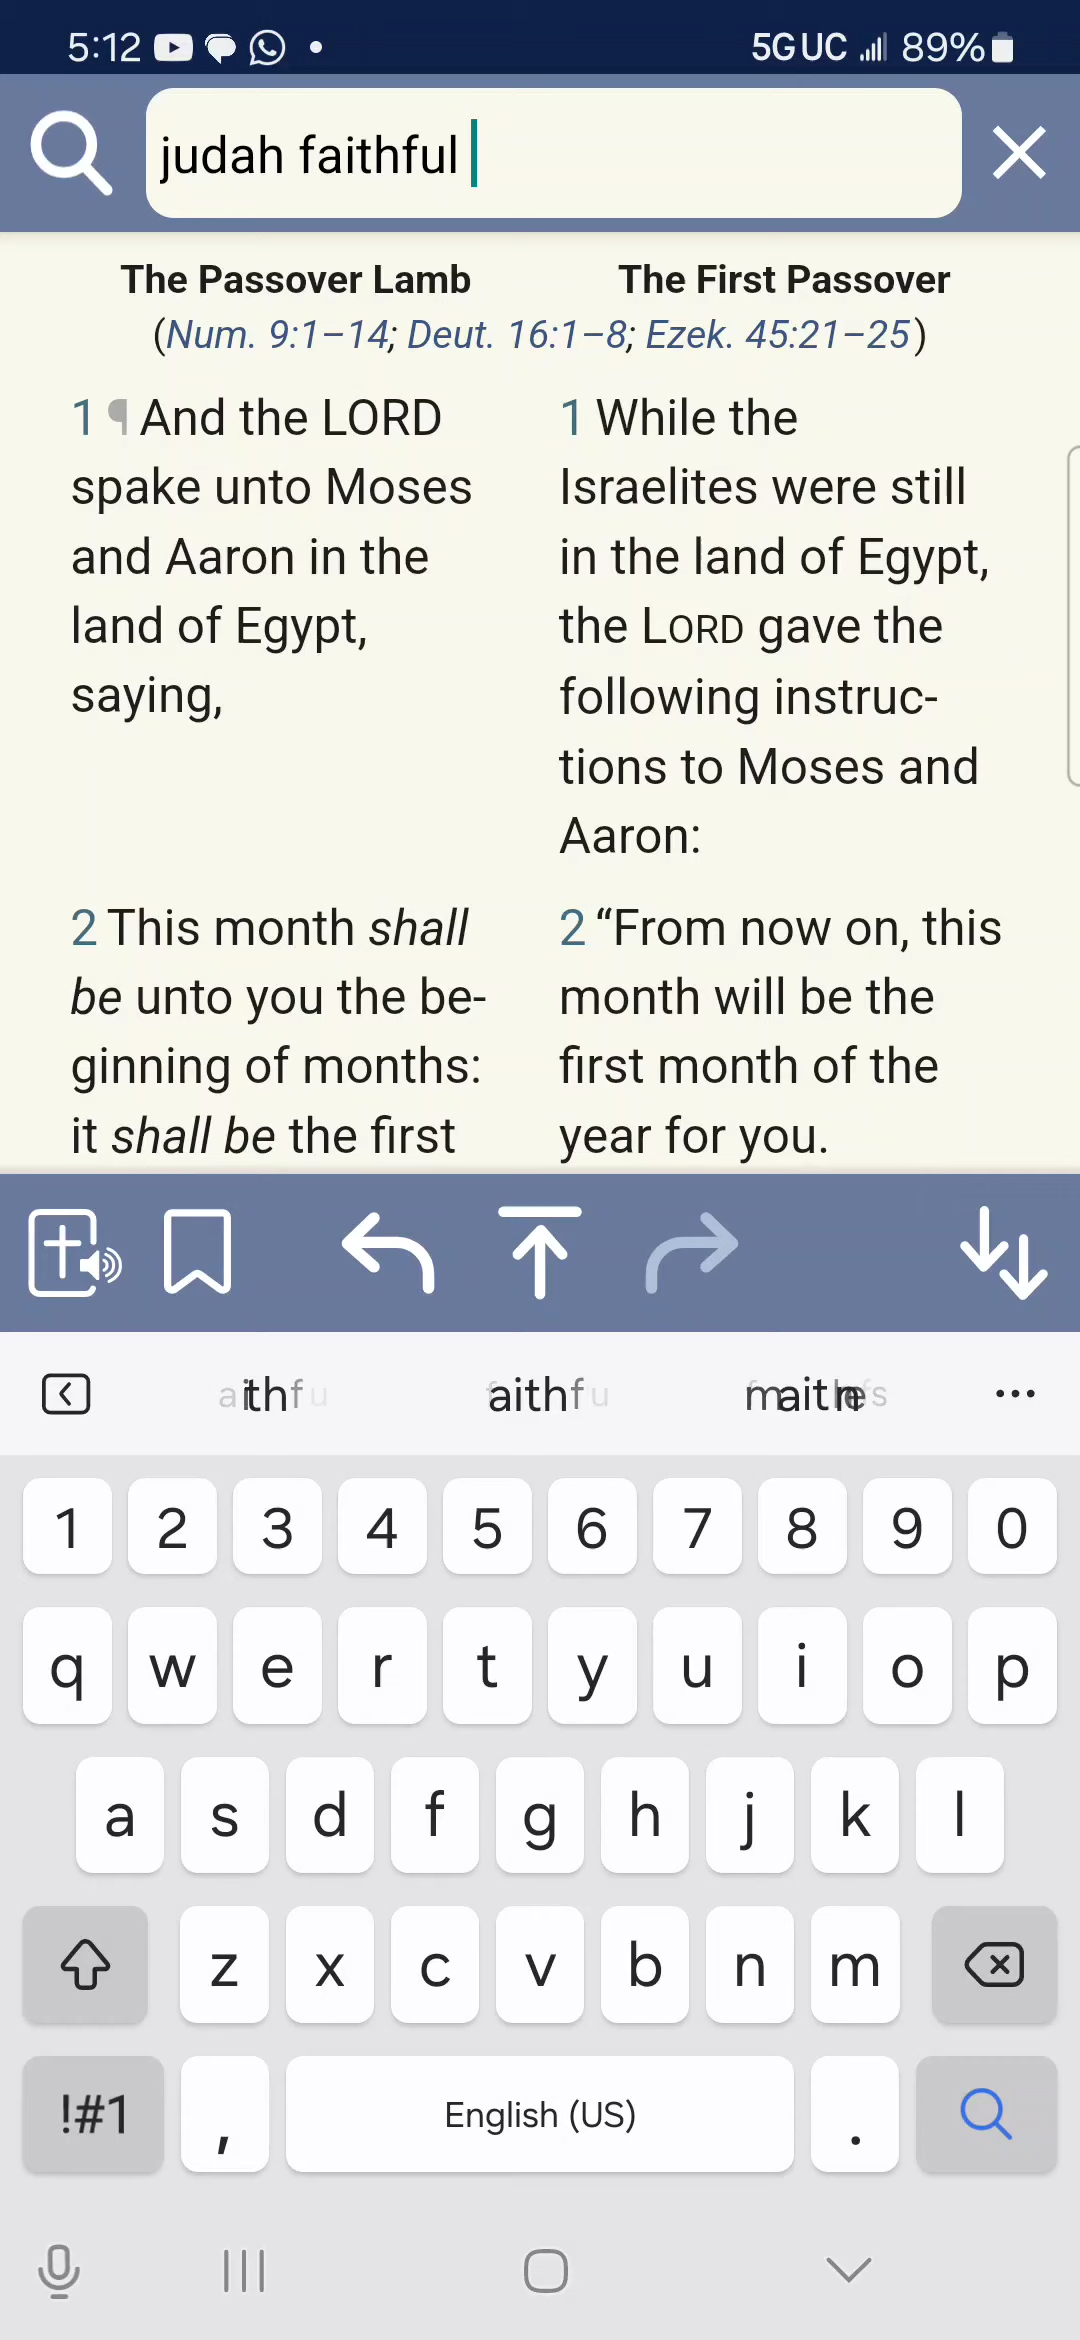 5:12 5G UC 89%
judah faithful
The Passover Lamb
The First Passover
(Num. 9:1–14; Deut. 16:1–8; Ezek. 45:21–25)
1 ¶ And the LORD
spake unto Moses
and Aaron in the
land of Egypt,
saying,
1 While the
Israelites were still
in the land of Egypt,
the LORD gave the
following instruc-
tions to Moses and
Aaron:
2 This month shall
be unto you the be-
ginning of months:
it shall be the first
2 “From now on, this
month will be the
first month of the
year for you.
1 2 3 4 5 6 7 8 9 0
q w e r t y u i o p
a s d f g h j k l
z x c v b n m
!#1 , English (US) .